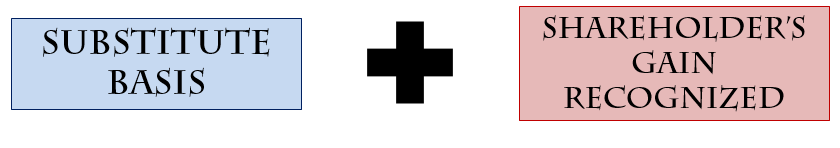 SUBSTITUTE
BASIS
SHAREHOLDER'S
GAIN
RECOGNIZED